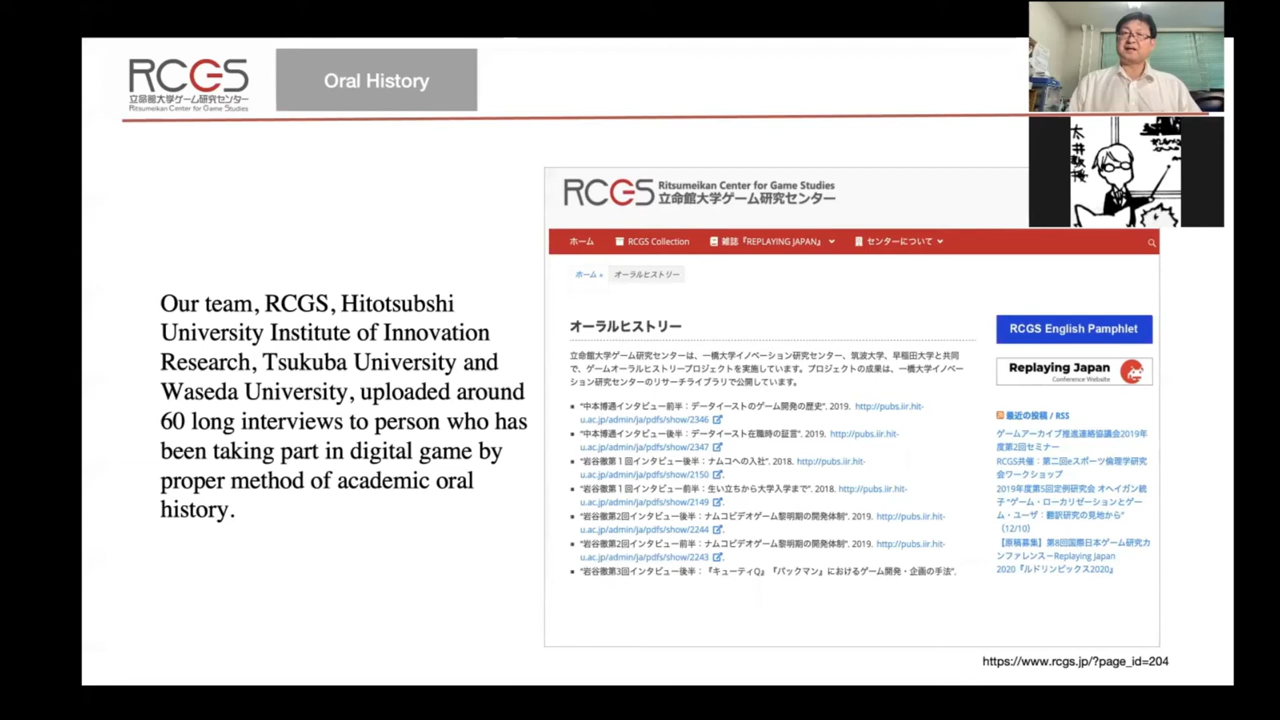 RCGS
立命館大学ゲーム研究センター
Ritsumeikan Center for Game Studies
Oral History
Our team, RCGS, Hitotsubshi
University Institute of Innovation
Research, Tsukuba University and
Waseda University, uploaded around
60 long interviews to person who has
been taking part in digital game by
proper method of academic oral
history.
RCGS Ritsumeikan Center for Game Studies
立命館大学ゲーム研究センター
ホーム RCGS Collection 雑誌『REPLAYING JAPAN』 センターについて
ホーム » オーラルヒストリー
オーラルヒストリー
立命館大学ゲーム研究センターは、一橋大学イノベーション研究センター、筑波大学、早稲田大学と共同
で、ゲームオーラルヒストリープロジェクトを実施しています。プロジェクトの成果は、一橋大学イノベー
ション研究センターのリサーチライブラリで公開しています。
"中本博通インタビュー前半：データイーストのゲーム開発の歴史". 2019. http://pubs.iir.hit-
u.ac.jp/admin/ja/pdfs/show/2346
"中本博通インタビュー後半：データイースト在職時の証言". 2019. http://pubs.iir.hit-
u.ac.jp/admin/ja/pdfs/show/2347
"岩谷徹第１回インタビュー後半：ナムコへの入社". 2018. http://pubs.iir.hit-
u.ac.jp/admin/ja/pdfs/show/2150
"岩谷徹第１回インタビュー前半：生い立ちから大学入学まで". 2018. http://pubs.iir.hit-
u.ac.jp/admin/ja/pdfs/show/2149
"岩谷徹第2回インタビュー後半：ナムコビデオゲーム黎明期の開発体制". 2019. http://pubs.iir.hit-
u.ac.jp/admin/ja/pdfs/show/2244
"岩谷徹第2回インタビュー前半：ナムコビデオゲーム黎明期の開発体制". 2019. http://pubs.iir.hit-
u.ac.jp/admin/ja/pdfs/show/2243
"岩谷徹第3回インタビュー後半：『キューティQ』『パックマン』におけるゲーム開発・企画の手法".
RCGS English Pamphlet
Replaying Japan
Conference Website
最近の投稿 / RSS
ゲームアーカイブ推進連絡協議会2019年
度第2回セミナー
RCGS共催：第二回eスポーツ倫理学研究
会ワークショップ
2019年度第5回定例研究会 オヘイガン統
子 "ゲーム・ローカリゼーションとゲー
ム・ユーザ：翻訳研究の見地から"
（12/10）
【原稿募集】第8回国際日本ゲーム研究カ
ンファレンス－Replaying Japan
2020『ルドリンピックス2020』
https://www.rcgs.jp/?page_id=204